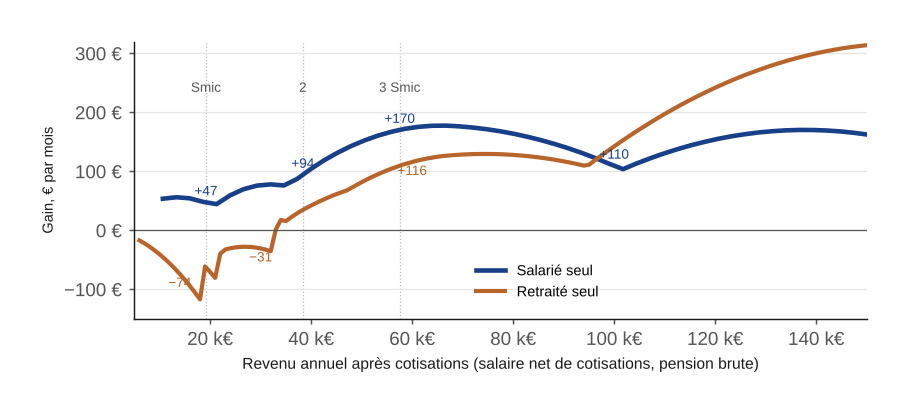 300 €
200 €
100 €
0 €
−100 €
Gain, € par mois
Smic
2
3 Smic
+47
+94
+170
+110
+116
−74
−31
Salarié seul
Retraité seul
20 k€
40 k€
60 k€
80 k€
100 k€
120 k€
140 k€
Revenu annuel après cotisations (salaire net de cotisations, pension brute)